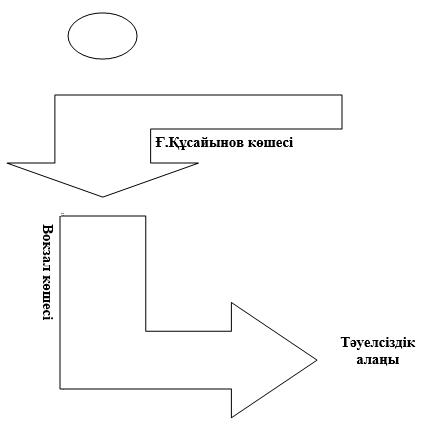 Ғ.Құсайынов көшесі
Вокзал көшесі
Тәуелсіздік
алаңы